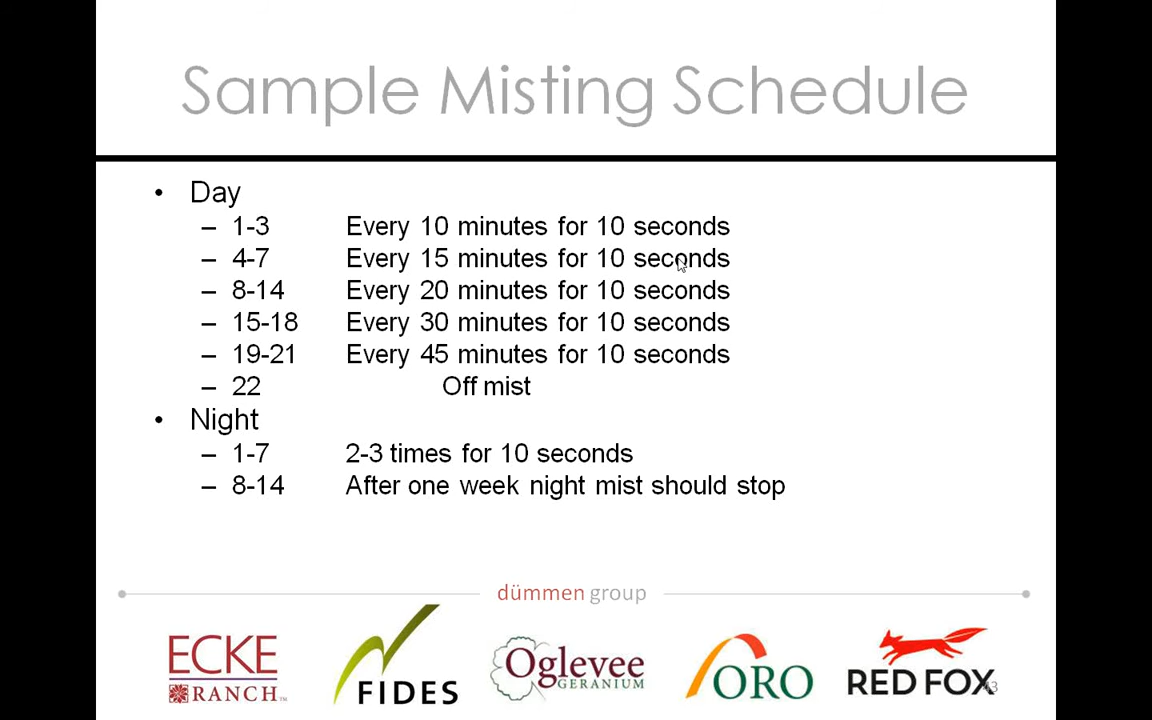 Sample Misting Schedule
• Day
– 1-3 Every 10 minutes for 10 seconds
– 4-7 Every 15 minutes for 10 seconds
– 8-14 Every 20 minutes for 10 seconds
– 15-18 Every 30 minutes for 10 seconds
– 19-21 Every 45 minutes for 10 seconds
– 22 Off mist
• Night
– 1-7 2-3 times for 10 seconds
– 8-14 After one week night mist should stop
dümmen group
ECKE
RANCH™
FIDES
Oglevee
GERANIUM
ORO
RED FOX